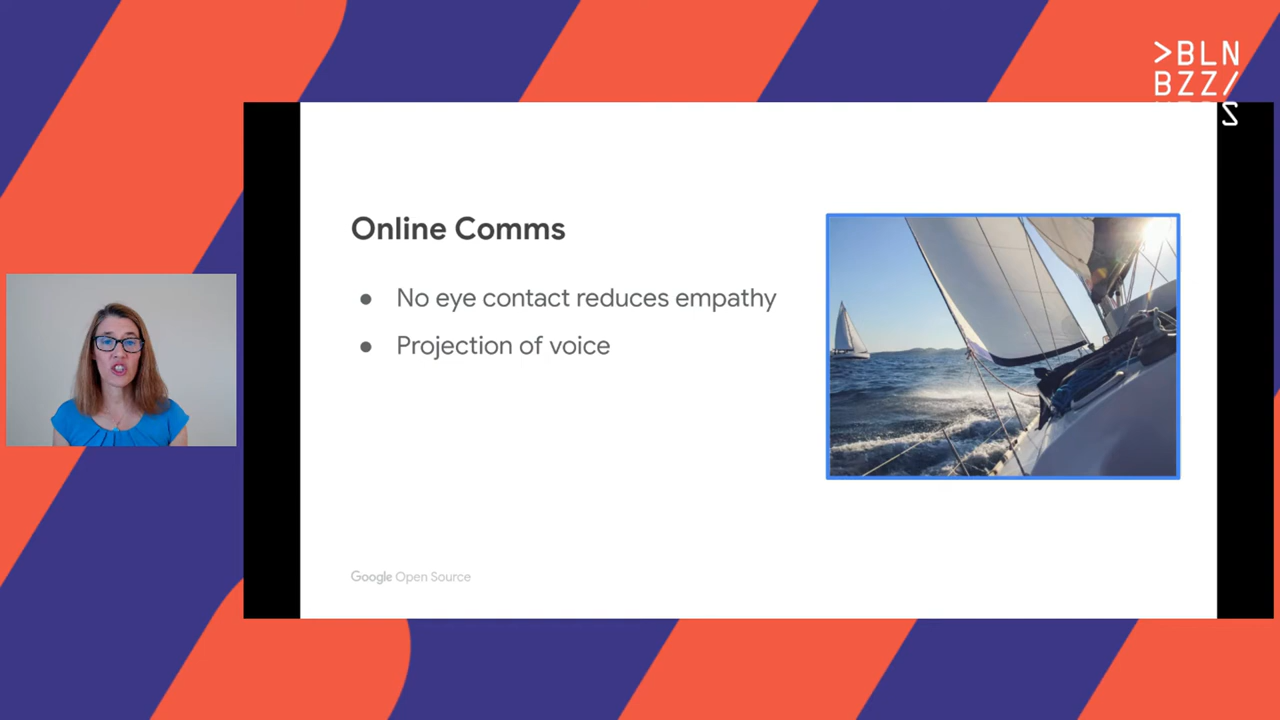 >BLN
BZZ/
Online Comms
No eye contact reduces empathy
Projection of voice
Google Open Source